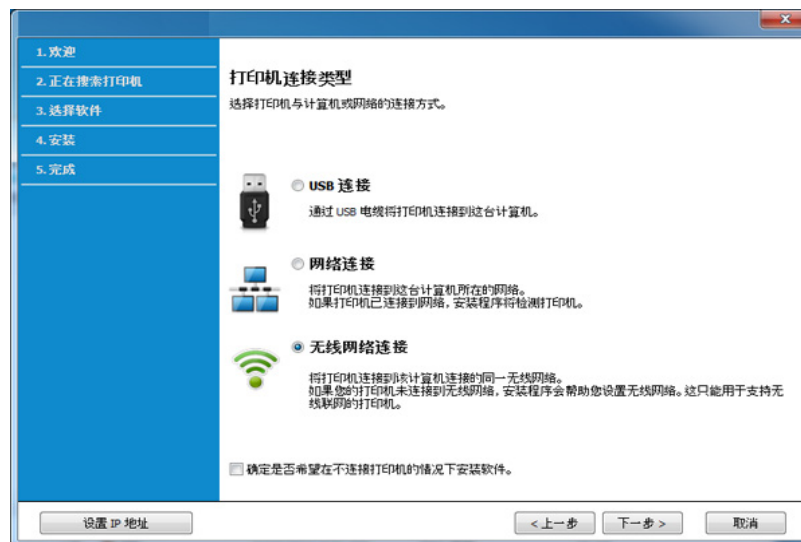 1. 欢迎
2. 正在搜索打印机
3. 选择软件
4. 安装
5. 完成
打印机连接类型
选择打印机与计算机或网络的连接方式。
USB 连接
通过 USB 电缆将打印机连接到这台计算机。
网络连接
将打印机连接到这台计算机所在的网络。
如果打印机已连接到网络，安装程序将检测打印机。
无线网络连接
将打印机连接到该计算机连接的同一无线网络。
如果您的打印机未连接到无线网络，安装程序会帮助您设置无线网络。这只能用于支持无
线联网的打印机。
确定是否希望在不连接打印机的情况下安装软件。
设置 IP 地址
< 上一步
下一步 >
取消